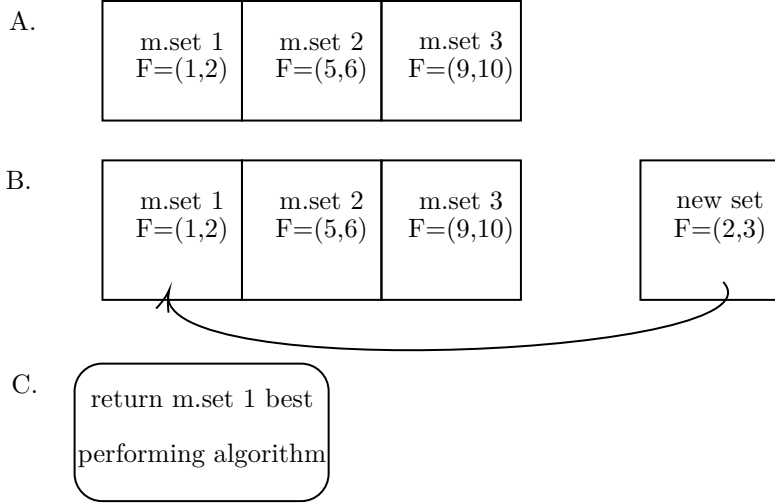 A.
m.set 1
F=(1,2)
m.set 2
F=(5,6)
m.set 3
F=(9,10)
B.
m.set 1
F=(1,2)
m.set 2
F=(5,6)
m.set 3
F=(9,10)
new set
F=(2,3)
C.
return m.set 1 best
performing algorithm